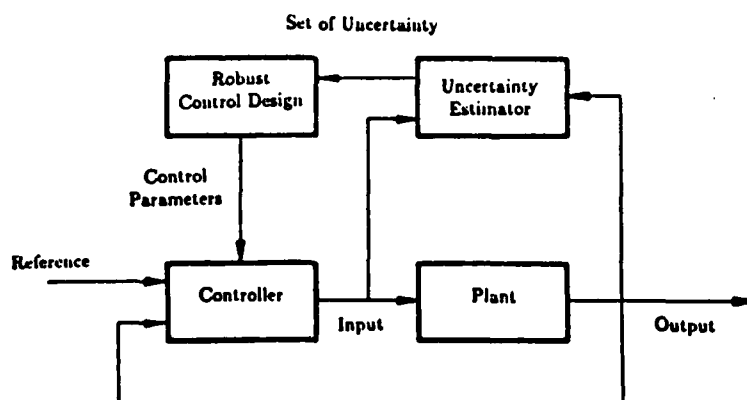 Set of Uncertainty
Robust
Control Design
Uncertainty
Estimator
Control
Parameters
Reference
Controller
Input
Plant
Output